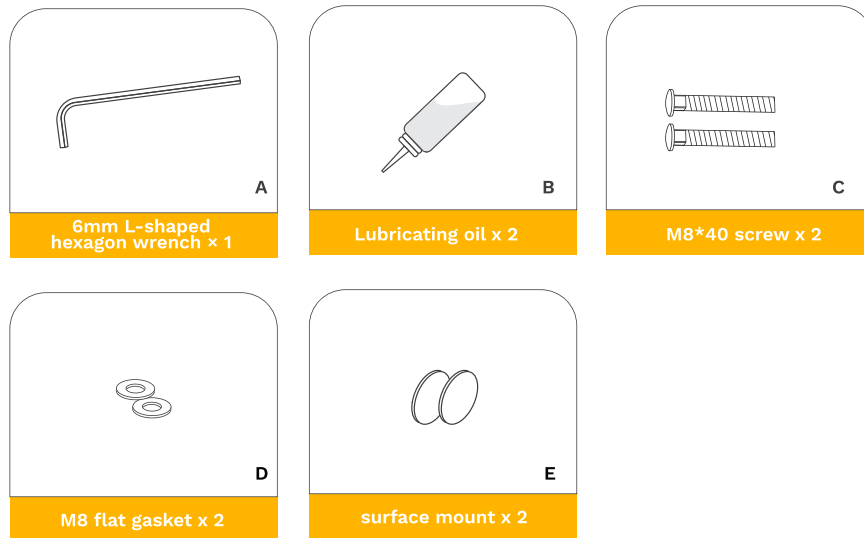 A
6mm L-shaped
hexagon wrench × 1
B
Lubricating oil x 2
C
M8*40 screw x 2
D
M8 flat gasket x 2
E
surface mount x 2